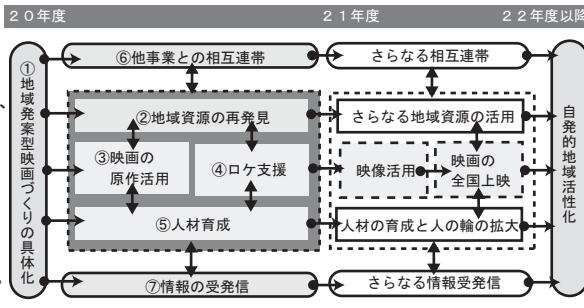 20年度
21年度
22年度以降
①地域発案型映画づくりの具体化
⑥他事業との相互連帯
さらなる相互連帯
②地域資源の再発見
さらなる地域資源の活用
③映画の
原作活用
④ロケ支援
映像活用
映画の
全国上映
⑤人材育成
人材の育成と人の輪の拡大
⑦情報の受発信
さらなる情報受発信
自発的地域活性化